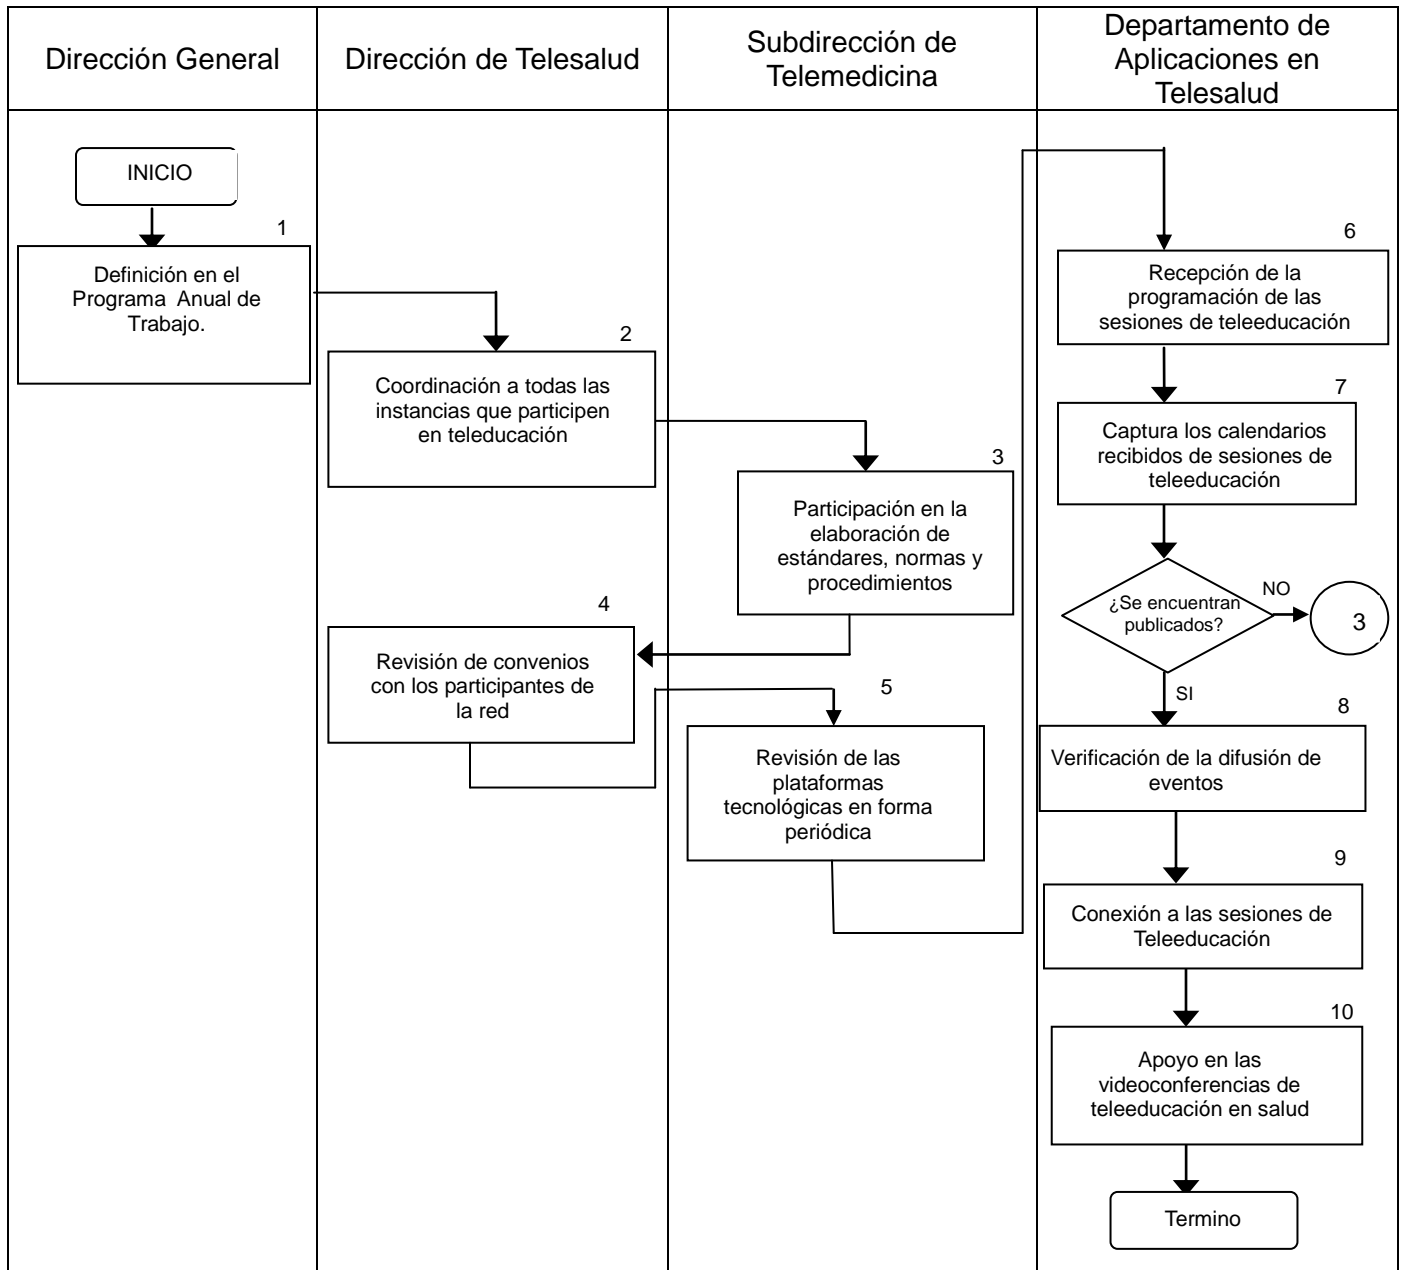 Dirección General
Dirección de Telesalud
Subdirección de
Telemedicina
Departamento de
Aplicaciones en
Telesalud
INICIO
1
Definición en el
Programa Anual de
Trabajo.
2
Coordinación a todas las
instancias que participen
en teleducación
3
Participación en la
elaboración de
estándares, normas y
procedimientos
4
Revisión de convenios
con los participantes de
la red
5
Revisión de las
plataformas
tecnológicas en forma
periódica
6
Recepción de la
programación de las
sesiones de teleeducación
7
Captura los calendarios
recibidos de sesiones de
teleeducación
¿Se encuentran
publicados?
NO
3
SI
8
Verificación de la difusión de
eventos
9
Conexión a las sesiones de
Teleeducación
10
Apoyo en las
videoconferencias de
teleeducación en salud
Termino